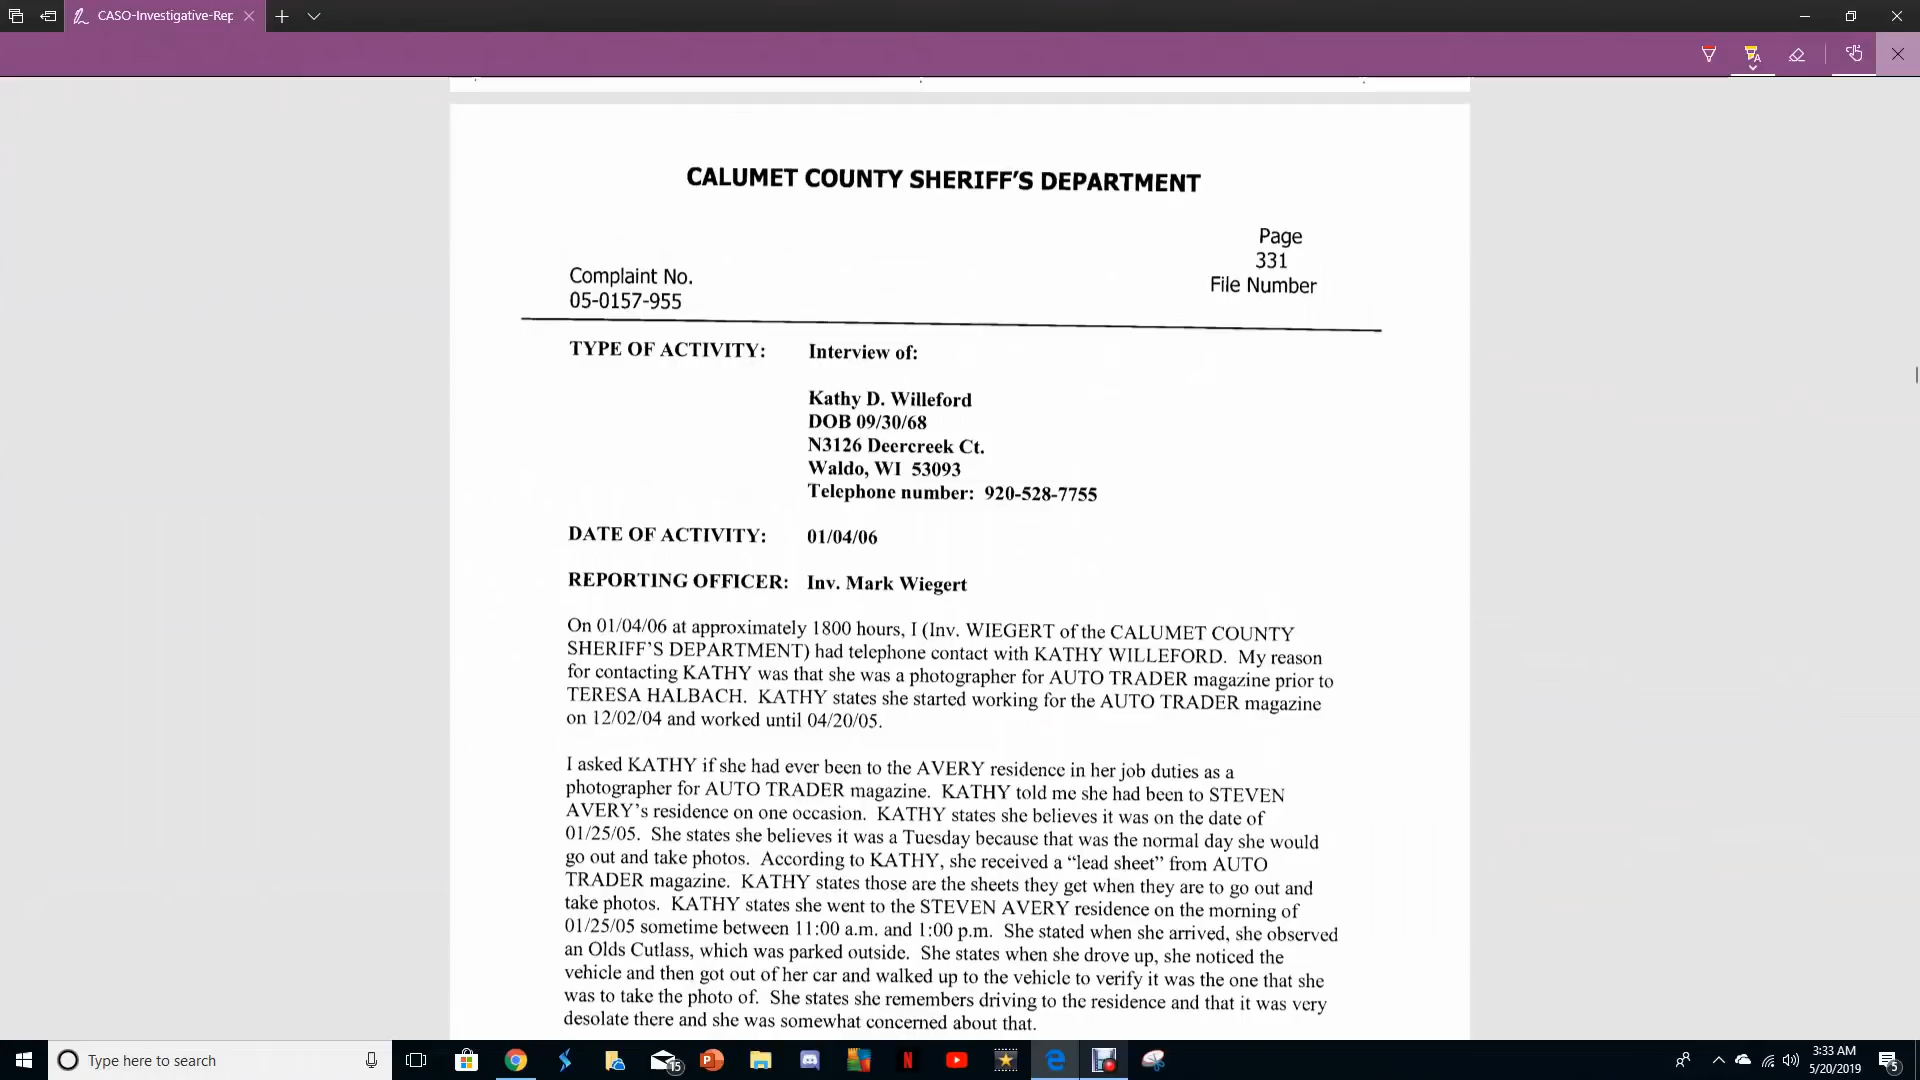 CASO-Investigative-Rep
CALUMET COUNTY SHERIFF'S DEPARTMENT
Page
331
File Number
Complaint No.
05-0157-955
TYPE OF ACTIVITY: Interview of:
Kathy D. Willeford
DOB 09/30/68
N3126 Deercreek Ct.
Waldo, WI 53093
Telephone number: 920-528-7755
DATE OF ACTIVITY: 01/04/06
REPORTING OFFICER: Inv. Mark Wiegert
On 01/04/06 at approximately 1800 hours, I (Inv. WIEGERT of the CALUMET COUNTY
SHERIFF'S DEPARTMENT) had telephone contact with KATHY WILLEFORD. My reason
for contacting KATHY was that she was a photographer for AUTO TRADER magazine prior to
TERESA HALBACH. KATHY states she started working for the AUTO TRADER magazine
on 12/02/04 and worked until 04/20/05.
I asked KATHY if she had ever been to the AVERY residence in her job duties as a
photographer for AUTO TRADER magazine. KATHY told me she had been to STEVEN
AVERY's residence on one occasion. KATHY states she believes it was on the date of
01/25/05. She states she believes it was a Tuesday because that was the normal day she would
go out and take photos. According to KATHY, she received a "lead sheet" from AUTO
TRADER magazine. KATHY states those are the sheets they get when they are to go out and
take photos. KATHY states she went to the STEVEN AVERY residence on the morning of
01/25/05 sometime between 11:00 a.m. and 1:00 p.m. She stated when she arrived, she observed
an Olds Cutlass, which was parked outside. She states when she drove up, she noticed the
vehicle and then got out of her car and walked up to the vehicle to verify it was the one that she
was to take the photo of. She states she remembers driving to the residence and that it was very
desolate there and she was somewhat concerned about that.
Type here to search
15
3:33 AM
5/20/2019
5